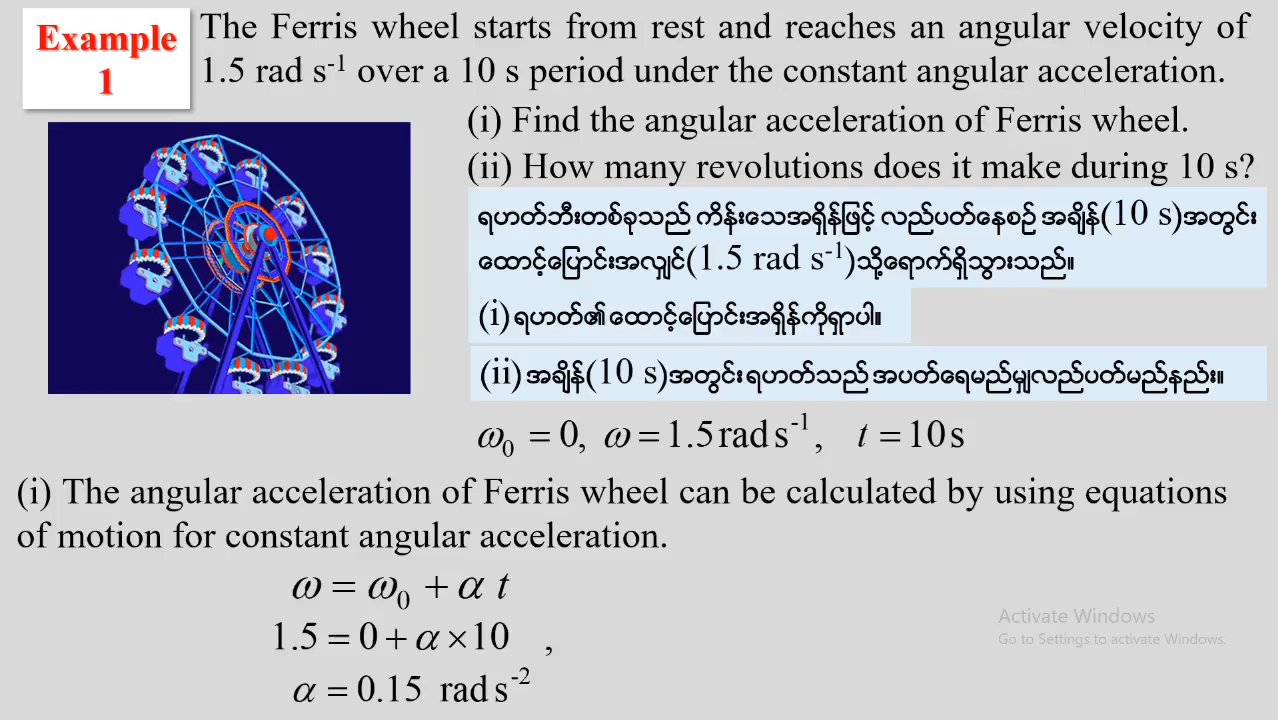 Example
1
The Ferris wheel starts from rest and reaches an angular velocity of
1.5 rad s⁻¹ over a 10 s period under the constant angular acceleration.
(i) Find the angular acceleration of Ferris wheel.
(ii) How many revolutions does it make during 10 s?
ရဟတ်ဘီးတစ်ခုသည် ကိန်းသေအရှိန်ဖြင့် လည်ပတ်နေစဉ် အချိန်(10 s)အတွင်း
ထောင့်ပြောင်းအလျှင်(1.5 rad s⁻¹)သို့ရောက်ရှိသွားသည်။
(i) ရဟတ်၏ ထောင့်ပြောင်းအရှိန်ကိုရှာပါ။
(ii) အချိန်(10 s)အတွင်း ရဟတ်သည် အပတ်ရေမည်မျှလည်ပတ်မည်နည်း။
ω₀ = 0, ω = 1.5 rad s⁻¹, t = 10 s
(i) The angular acceleration of Ferris wheel can be calculated by using equations
of motion for constant angular acceleration.
ω = ω₀ + α t
1.5 = 0 + α × 10 ,
α = 0.15 rad s⁻²
Activate Windows
Go to Settings to activate Windows.